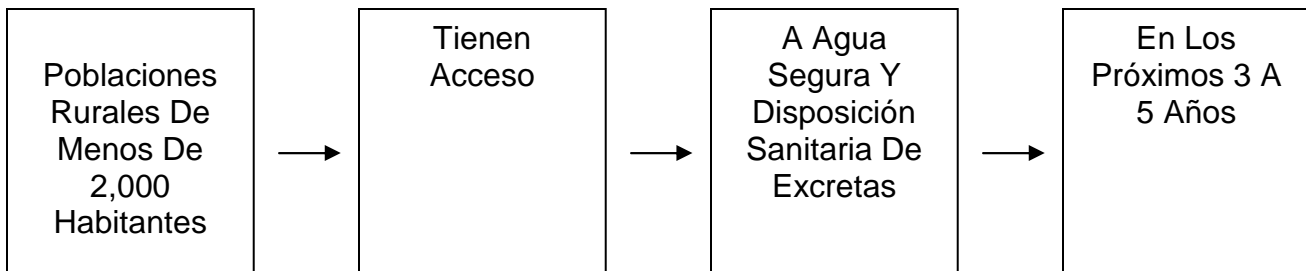 Poblaciones
Rurales De
Menos De
2,000
Habitantes
Tienen
Acceso
A Agua
Segura Y
Disposición
Sanitaria De
Excretas
En Los
Próximos 3 A
5 Años